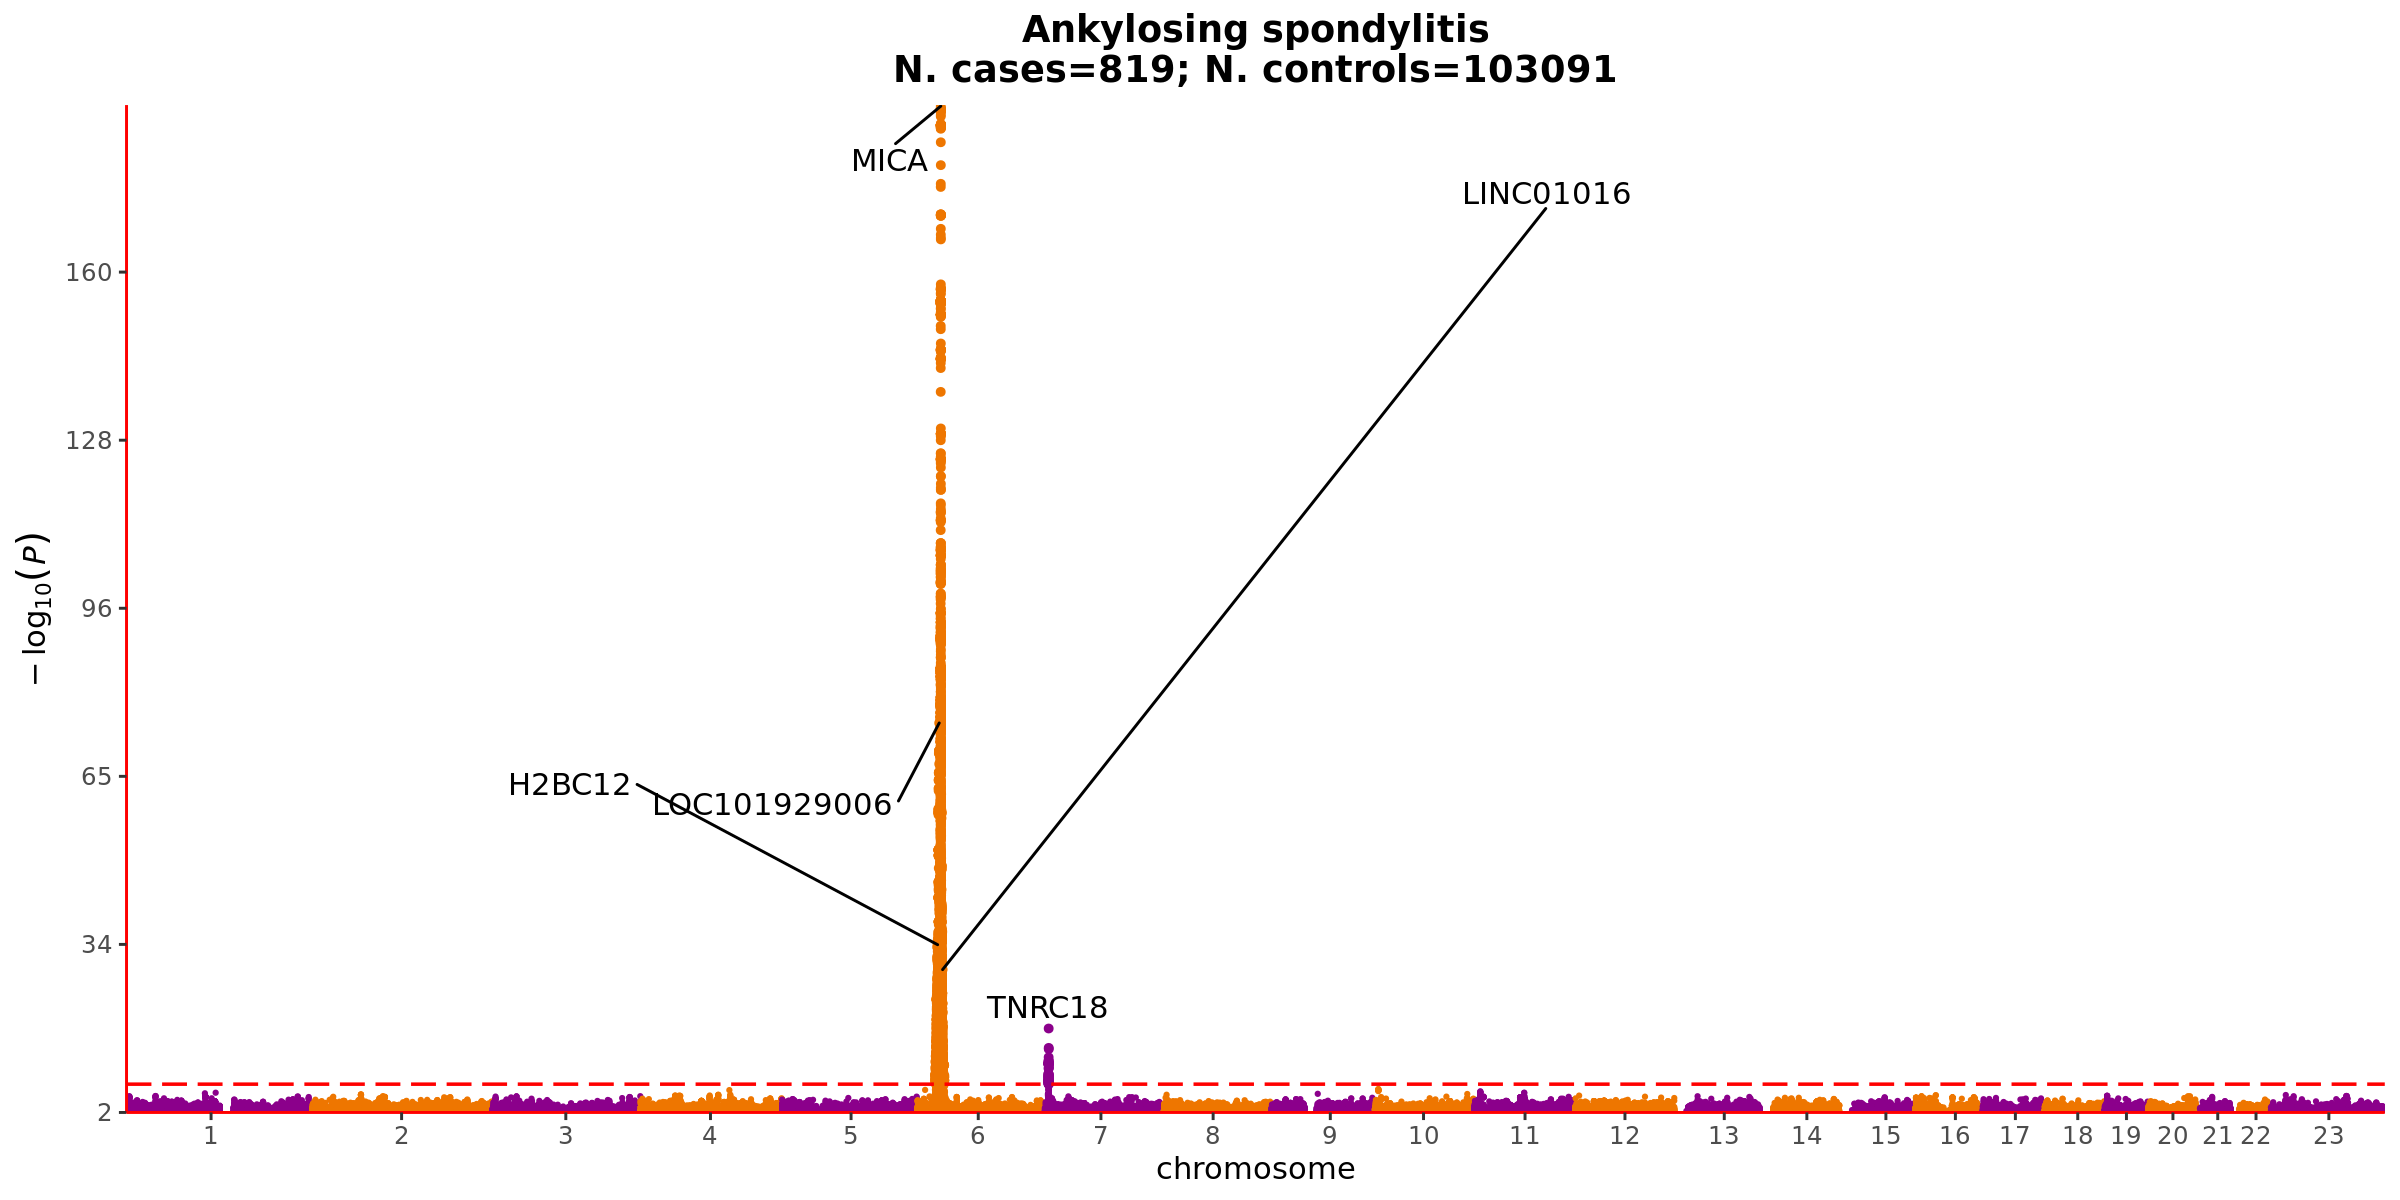 Ankylosing spondylitis
N. cases=819; N. controls=103091
MICA
LINC01016
160
128
96
65
34
2
−log₁₀(P)
H2BC12
LOC101929006
TNRC18
1 2 3 4 5 6 7 8 9 10 11 12 13 14 15 16 17 18 19 20 21 22 23
chromosome